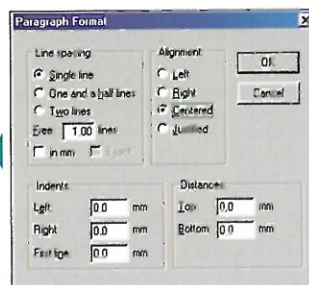 Paragraph Format
Line spacing
Single line
One and a half lines
Two lines
Free 1.00 lines
in mm Exact
Alignment
Left
Right
Centered
Justified
OK
Cancel
Indents
Left 0.0 mm
Right 0.0 mm
First line 0.0 mm
Distances
Top 0.0 mm
Bottom 0.0 mm